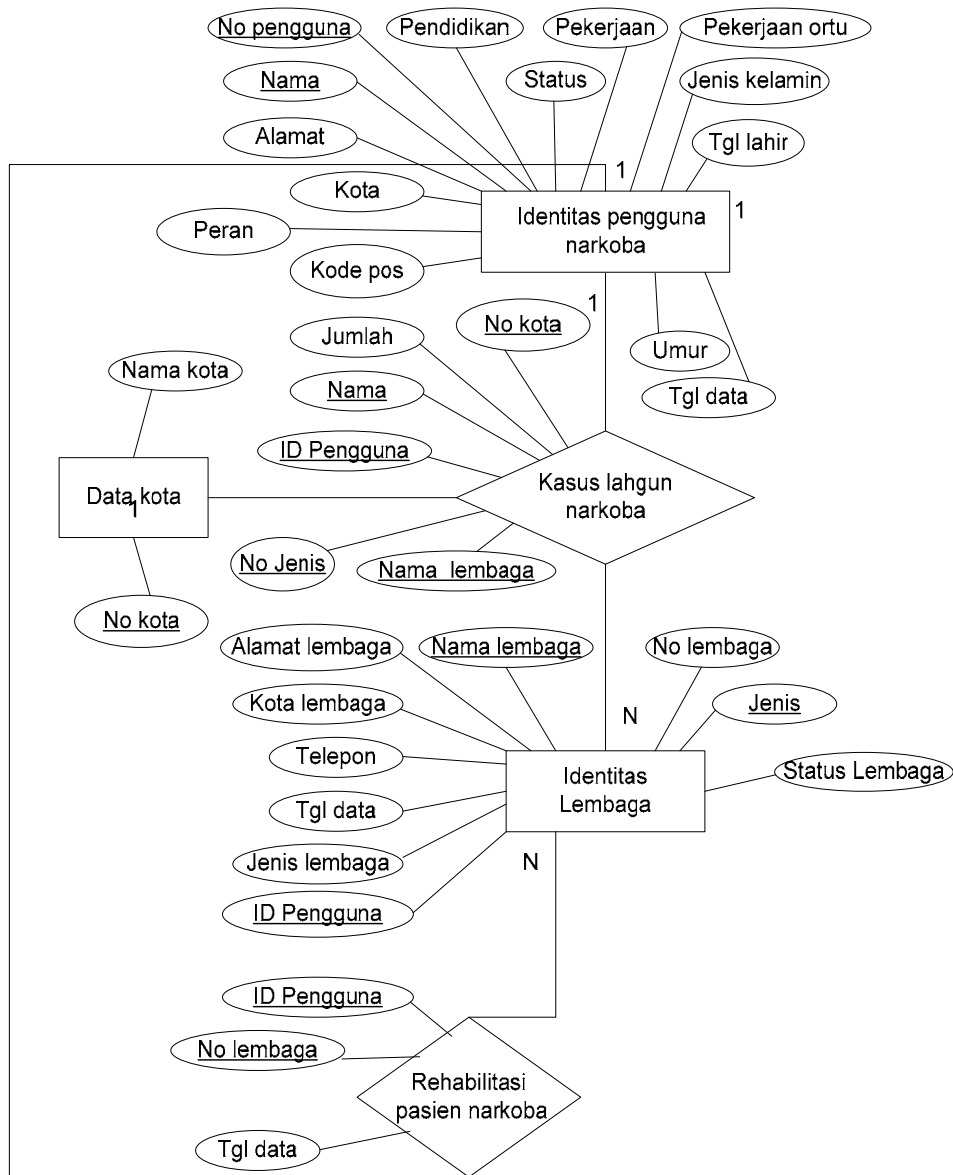 No pengguna
Pendidikan
Pekerjaan
Pekerjaan ortu
Nama
Status
Jenis kelamin
Alamat
Tgl lahir
1
Kota
Identitas pengguna
narkoba
1
Peran
Kode pos
1
No kota
Jumlah
Umur
Nama kota
Nama
Tgl data
ID Pengguna
Data kota
1
Kasus lahgun
narkoba
No Jenis
Nama lembaga
No kota
Alamat lembaga
Nama lembaga
No lembaga
Kota lembaga
N
Jenis
Telepon
Identitas
Lembaga
Status Lembaga
Tgl data
Jenis lembaga
N
ID Pengguna
ID Pengguna
No lembaga
Rehabilitasi
pasien narkoba
Tgl data